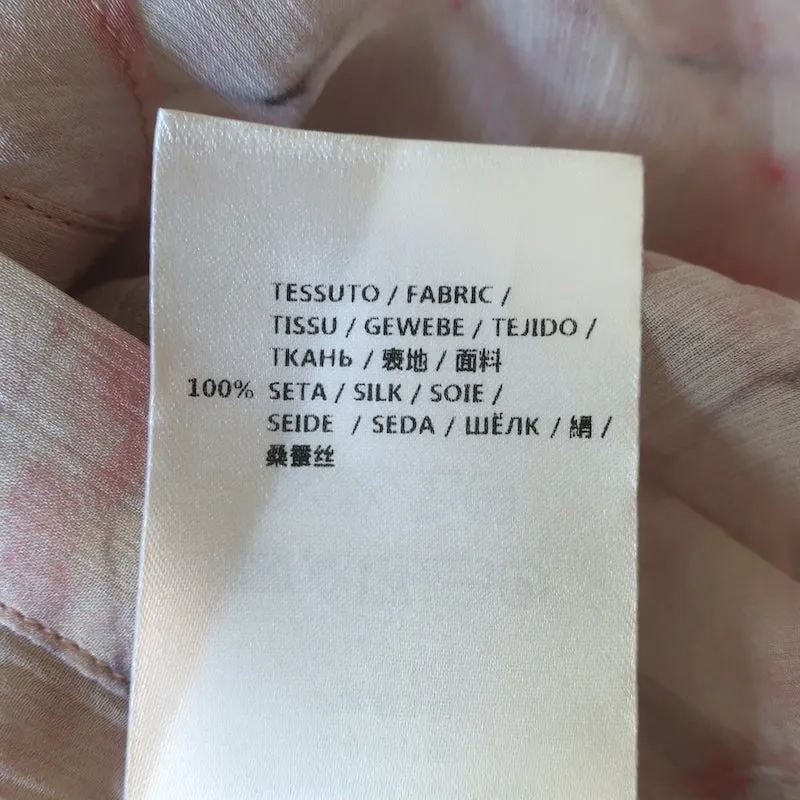 TESSUTO / FABRIC /
TISSU / GEWEBE / TEJIDO /
ТКАНЬ / 表地 / 面料
100% SETA / SILK / SOIE /
SEIDE / SEDA / ШЁЛК / 絹 /
桑蚕丝